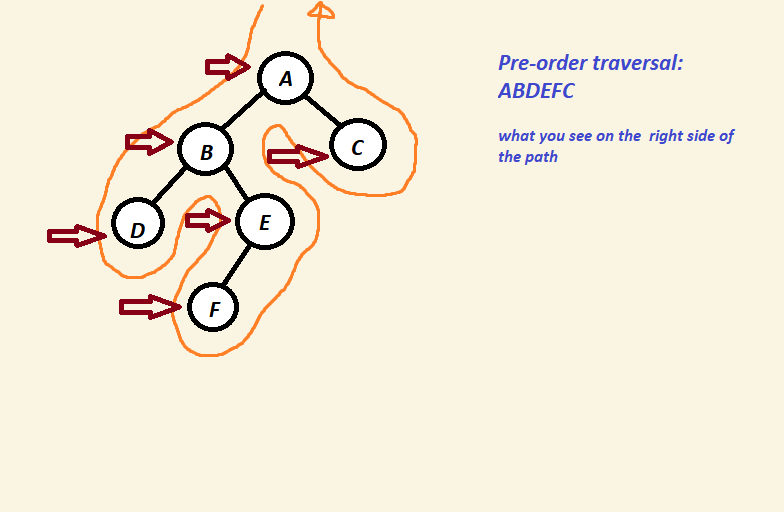 Pre-order traversal:
ABDEFC
what you see on the right side of
the path
A
B
C
D
E
F